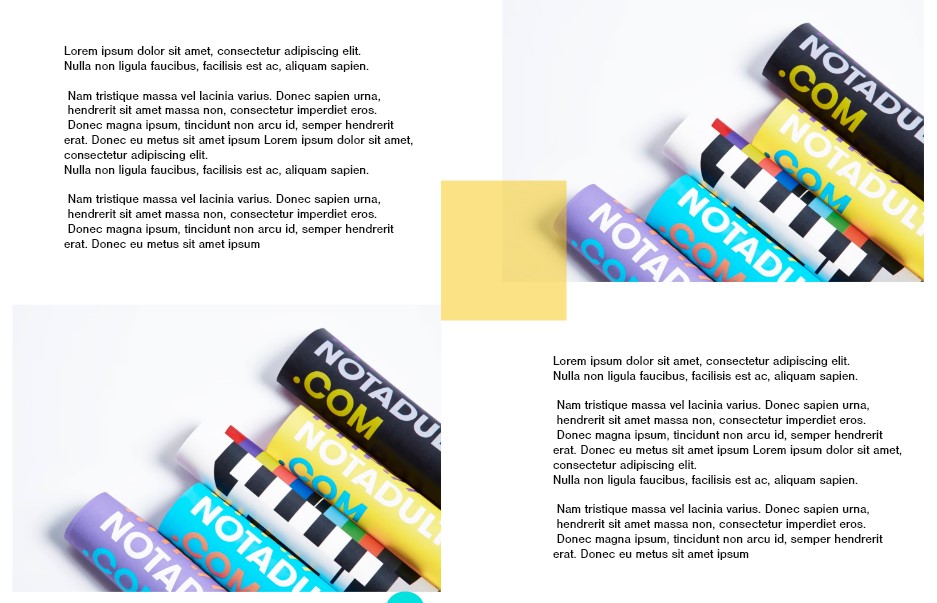 Lorem ipsum dolor sit amet, consectetur adipiscing elit.
Nulla non ligula faucibus, facilisis est ac, aliquam sapien.
Nam tristique massa vel lacinia varius. Donec sapien urna,
hendrerit sit amet massa non, consectetur imperdiet eros.
Donec magna ipsum, tincidunt non arcu id, semper hendrerit
erat. Donec eu metus sit amet ipsum Lorem ipsum dolor sit amet,
consectetur adipiscing elit.
Nulla non ligula faucibus, facilisis est ac, aliquam sapien.
Nam tristique massa vel lacinia varius. Donec sapien urna,
hendrerit sit amet massa non, consectetur imperdiet eros.
Donec magna ipsum, tincidunt non arcu id, semper hendrerit
erat. Donec eu metus sit amet ipsum
NOTADUL
.COM
NOTADULT
.COM
NOTADU
.COM
NOTAD
.CO
NOTADU
.COM
NOTADULT
.COM
NOTADU
.COM
NOTAD
.COM
Lorem ipsum dolor sit amet, consectetur adipiscing elit.
Nulla non ligula faucibus, facilisis est ac, aliquam sapien.
Nam tristique massa vel lacinia varius. Donec sapien urna,
hendrerit sit amet massa non, consectetur imperdiet eros.
Donec magna ipsum, tincidunt non arcu id, semper hendrerit
erat. Donec eu metus sit amet ipsum Lorem ipsum dolor sit amet,
consectetur adipiscing elit.
Nulla non ligula faucibus, facilisis est ac, aliquam sapien.
Nam tristique massa vel lacinia varius. Donec sapien urna,
hendrerit sit amet massa non, consectetur imperdiet eros.
Donec magna ipsum, tincidunt non arcu id, semper hendrerit
erat. Donec eu metus sit amet ipsum